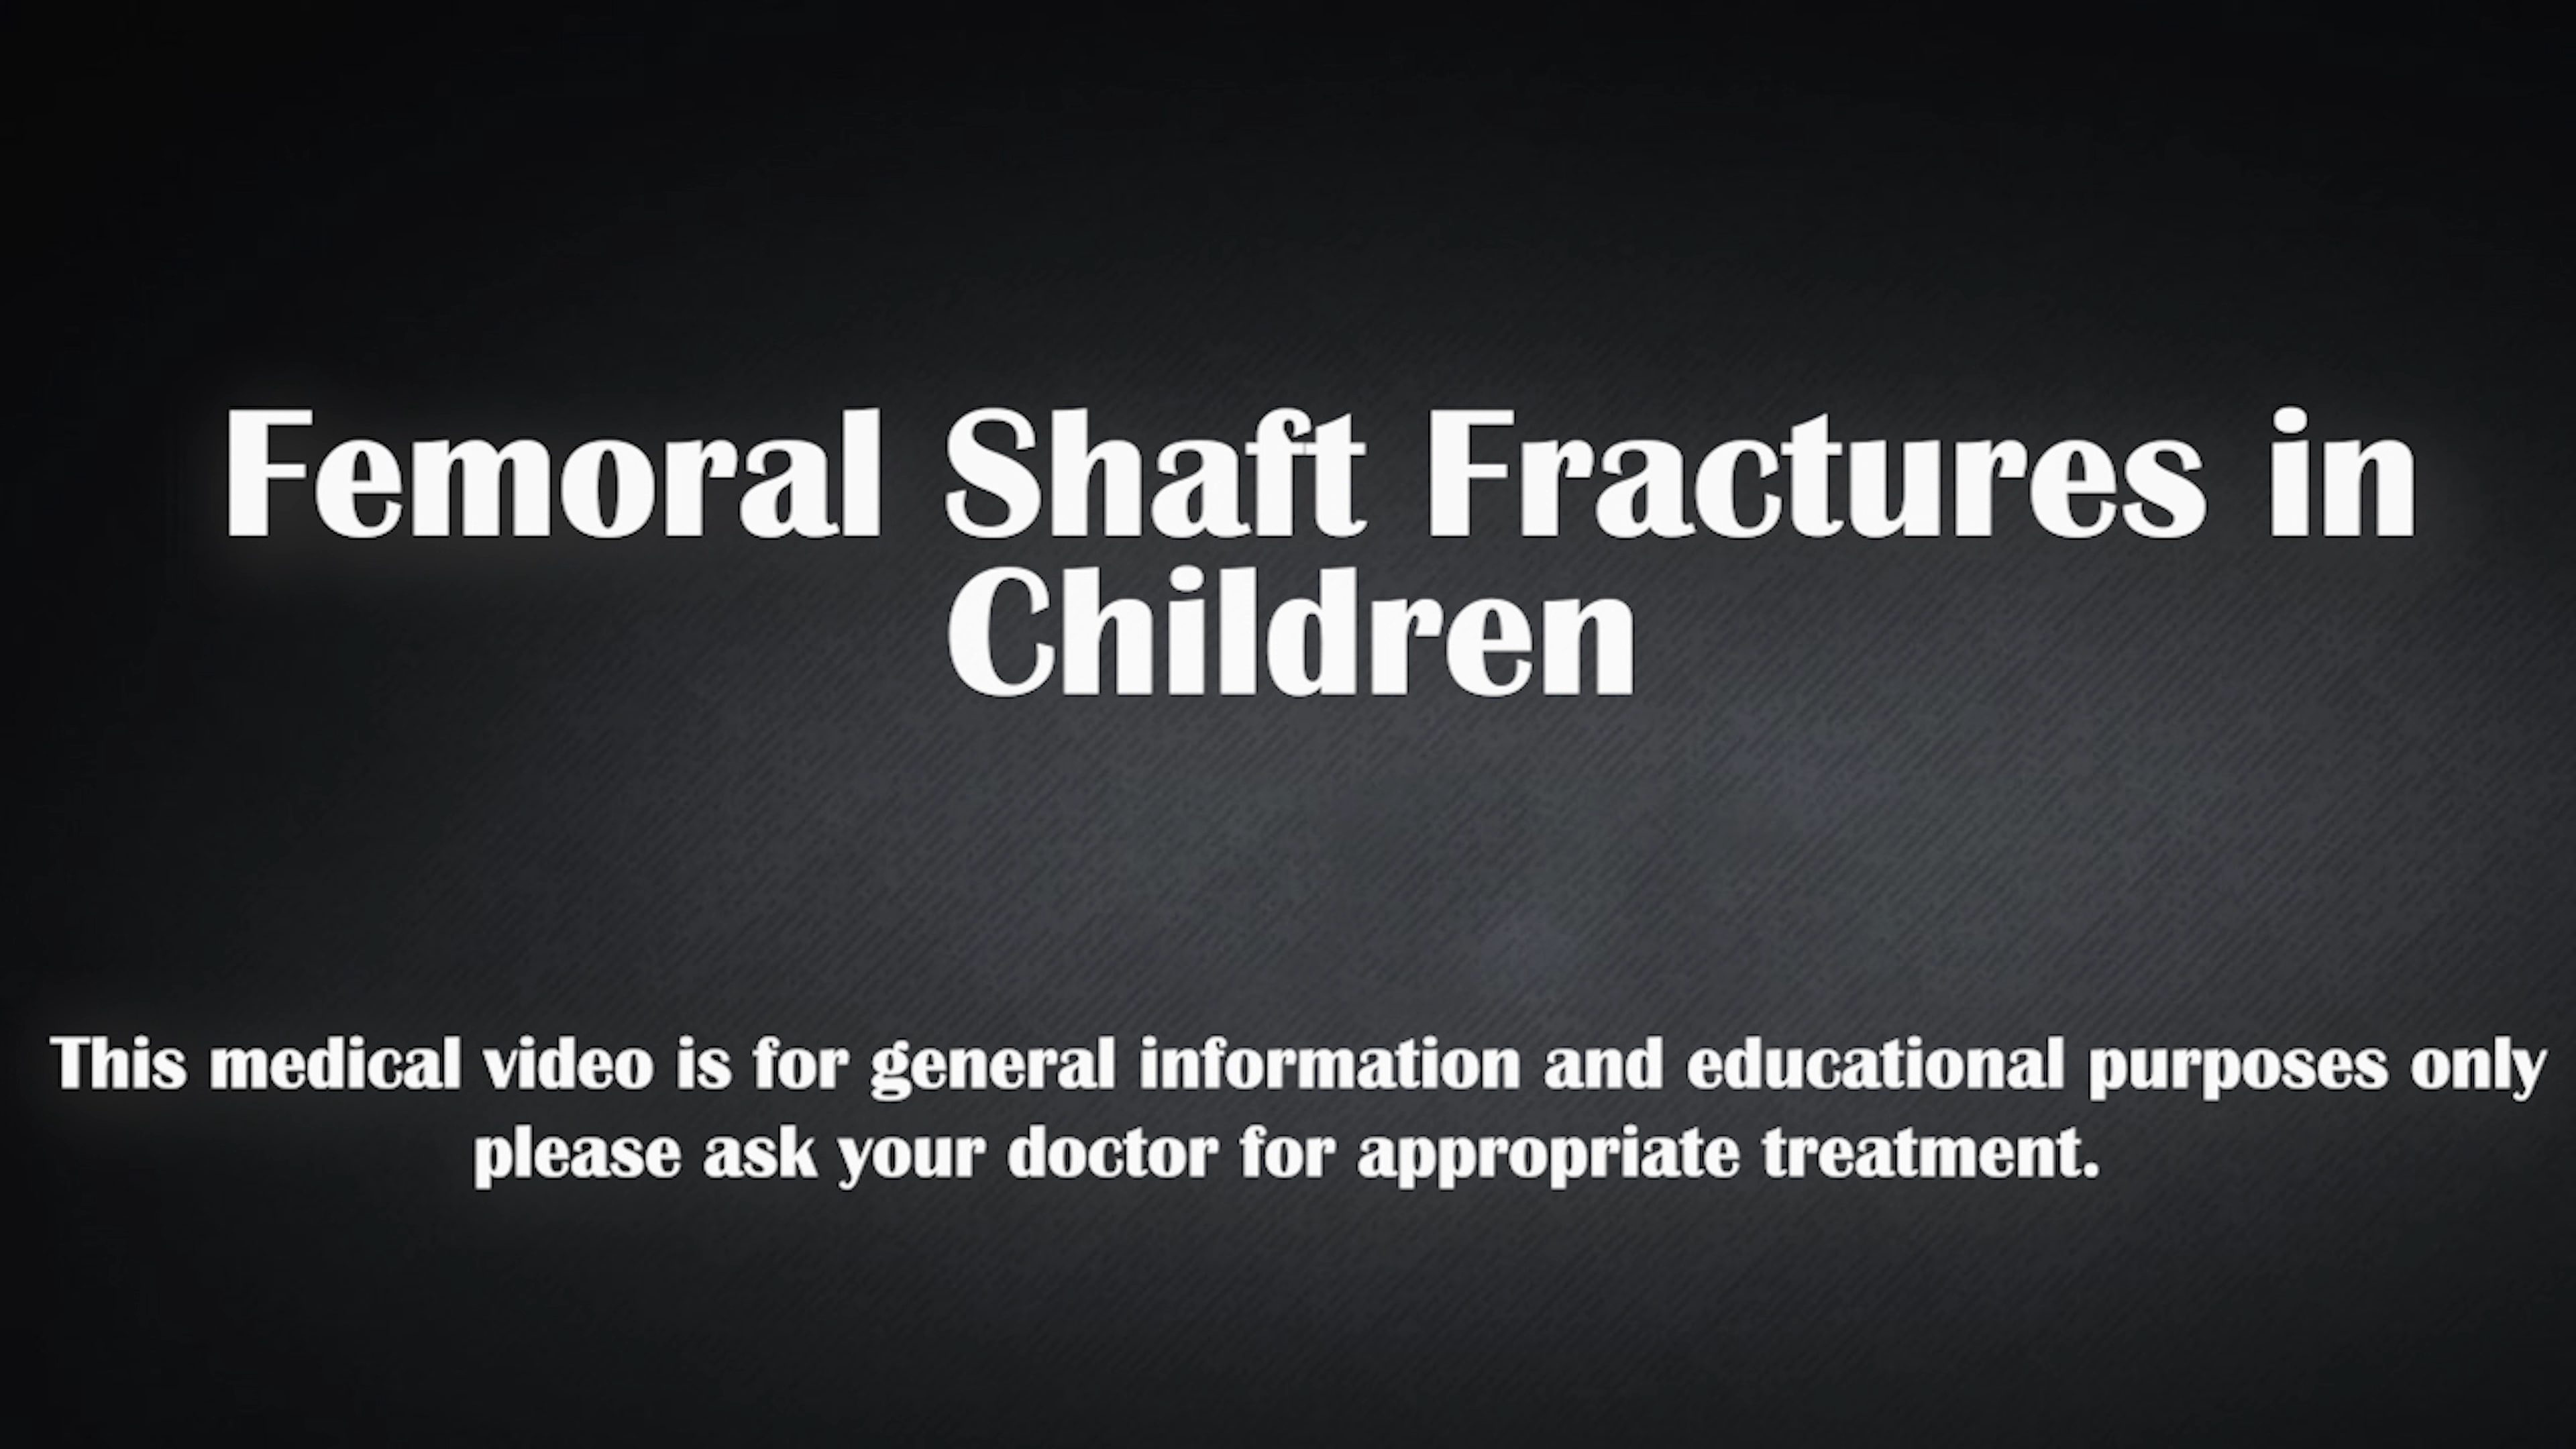 Femoral Shaft Fractures in
Children
This medical video is for general information and educational purposes only
please ask your doctor for appropriate treatment.